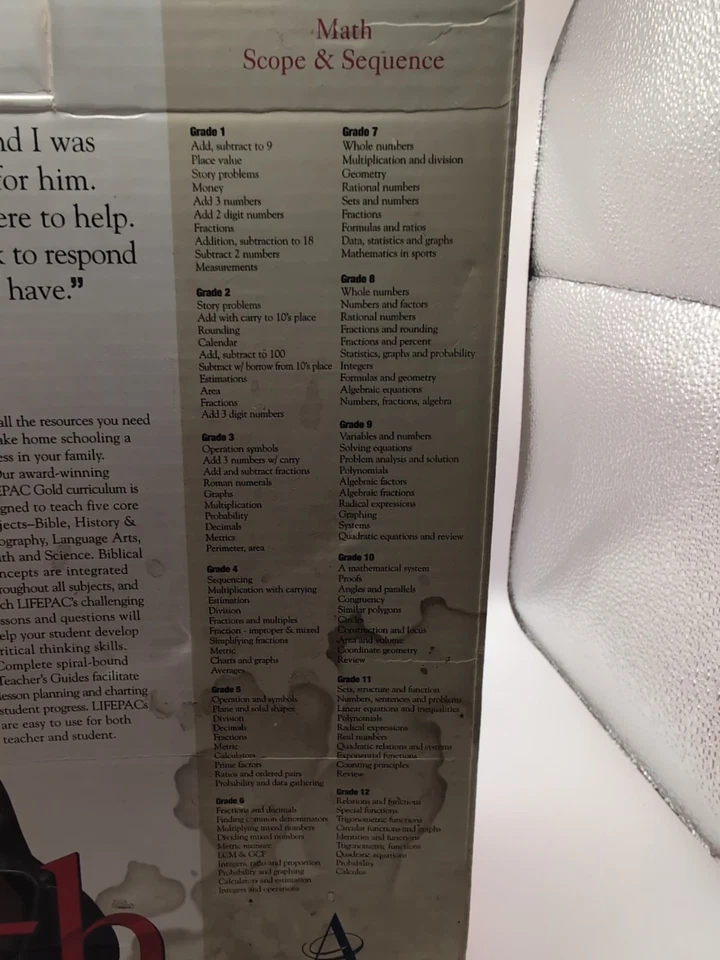 Math
Scope & Sequence
nd I was
for him.
ere to help.
k to respond
have.”
all the resources you need
ake home schooling a
ess in your family.
Our award-winning
EPAC Gold curriculum is
gned to teach five core
jects–Bible, History &
ography, Language Arts,
th and Science. Biblical
ncepts are integrated
roughout all subjects, and
ch LIFEPAC's challenging
ssons and questions will
elp your student develop
ritical thinking skills.
Complete spiral-bound
Teacher's Guides facilitate
lesson planning and charting
student progress. LIFEPACs
are easy to use for both
teacher and student.
Grade 1
Add, subtract to 9
Place value
Story problems
Money
Add 3 numbers
Add 2 digit numbers
Fractions
Addition, subtraction to 18
Subtract 2 numbers
Measurements
Grade 2
Story problems
Add with carry to 10's place
Rounding
Calendar
Add, subtract to 100
Subtract w/ borrow from 10's place
Estimations
Area
Fractions
Add 3 digit numbers
Grade 3
Operation symbols
Add 3 numbers w/ carry
Add and subtract fractions
Roman numerals
Graphs
Multiplication
Probability
Decimals
Metrics
Perimeter, area
Grade 4
Sequencing
Multiplication with carrying
Estimation
Division
Fractions and multiples
Fraction - improper & mixed
Simplifying fractions
Metric
Charts and graphs
Averages
Grade 5
Operation and symbols
Plane and solid shapes
Division
Decimals
Fractions
Metric
Calculators
Prime factors
Ratios and ordered pairs
Probability and data gathering
Grade 6
Fractions and decimals
Finding common denominators
Multiplying mixed numbers
Dividing mixed numbers
Metric measure
LCM & GCF
Integers, ratio and proportion
Probability and graphing
Calculators and estimation
Integers and operations
Grade 7
Whole numbers
Multiplication and division
Geometry
Rational numbers
Sets and numbers
Fractions
Formulas and ratios
Data, statistics and graphs
Mathematics in sports
Grade 8
Whole numbers
Numbers and factors
Rational numbers
Fractions and rounding
Fractions and percent
Statistics, graphs and probability
Integers
Formulas and geometry
Algebraic equations
Numbers, fractions, algebra
Grade 9
Variables and numbers
Solving equations
Problem analysis and solution
Polynomials
Algebraic factors
Algebraic fractions
Radical expressions
Graphing
Systems
Quadratic equations and review
Grade 10
A mathematical system
Proofs
Angles and parallels
Congruency
Similar polygons
Circles
Construction and locus
Area and volume
Coordinate geometry
Review
Grade 11
Sets, structure and function
Numbers, sentences and problems
Linear equations and inequalities
Polynomials
Radical expressions
Real numbers
Quadratic relations and systems
Exponential functions
Counting principles
Review
Grade 12
Relations and functions
Special functions
Trigonometric functions
Circular functions and graphs
Identities and functions
Trigonometric functions
Quadratic equations
Probability
Calculus
th
A